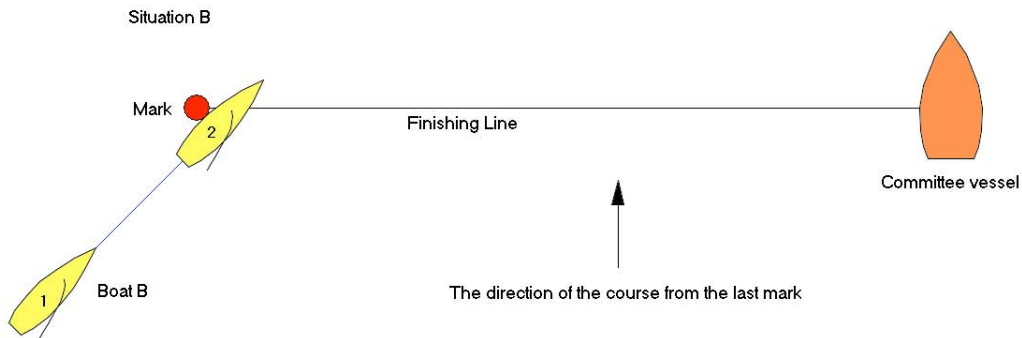 Situation B
Mark
2
Finishing Line
Committee vessel
1
Boat B
The direction of the course from the last mark